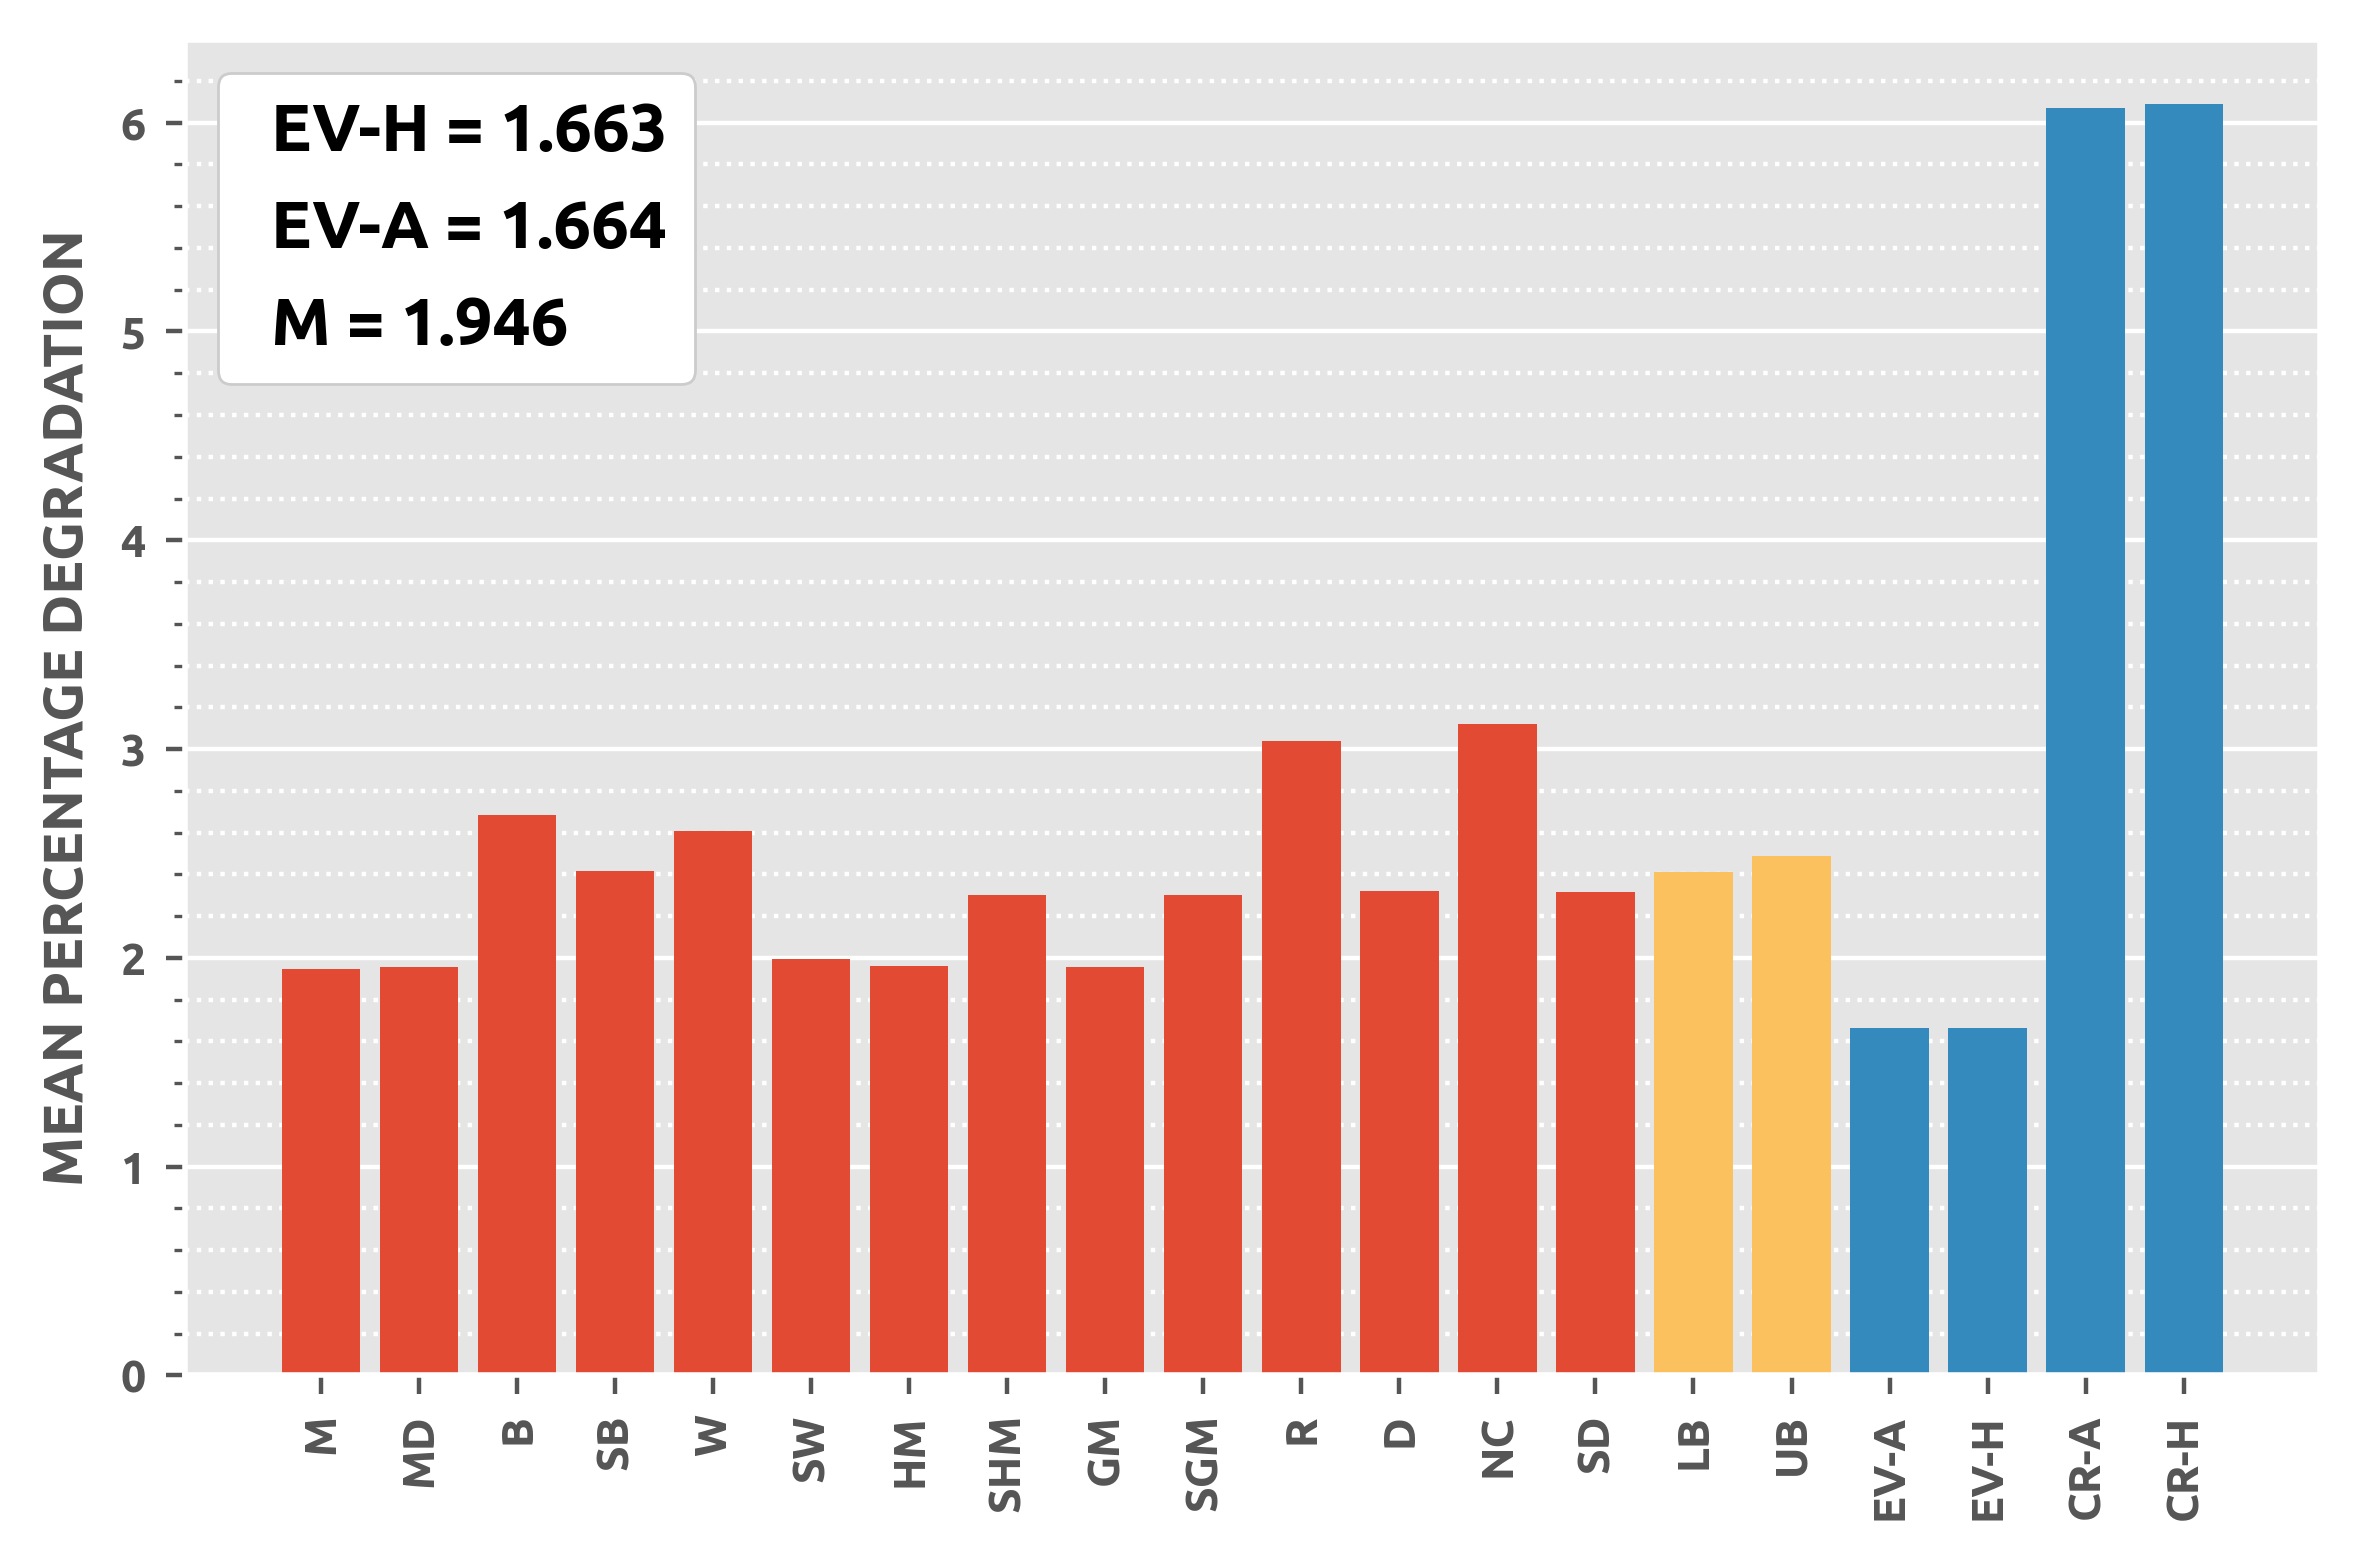 EV-H = 1.663
EV-A = 1.664
M = 1.946
MEAN PERCENTAGE DEGRADATION
6
5
4
3
2
1
0
M
MD
B
SB
W
SW
HM
SHM
GM
SGM
R
D
NC
SD
LB
UB
EV-A
EV-H
CR-A
CR-H